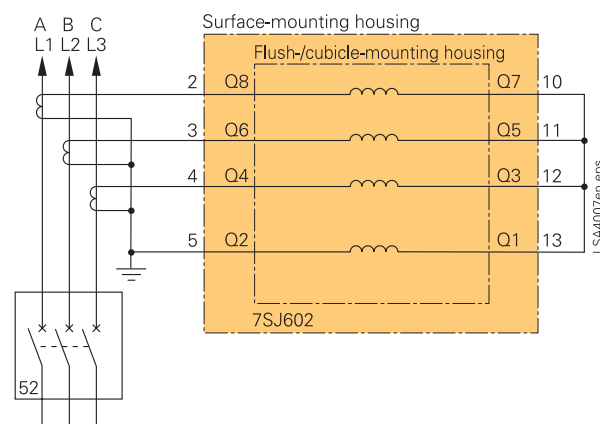 Surface-mounting housing
A B C
L1 L2 L3
Flush-/cubicle-mounting housing
2 Q8 Q7 10
3 Q6 Q5 11
4 Q4 Q3 12
5 Q2 Q1 13
7SJ602
52
LSA4007en.eps